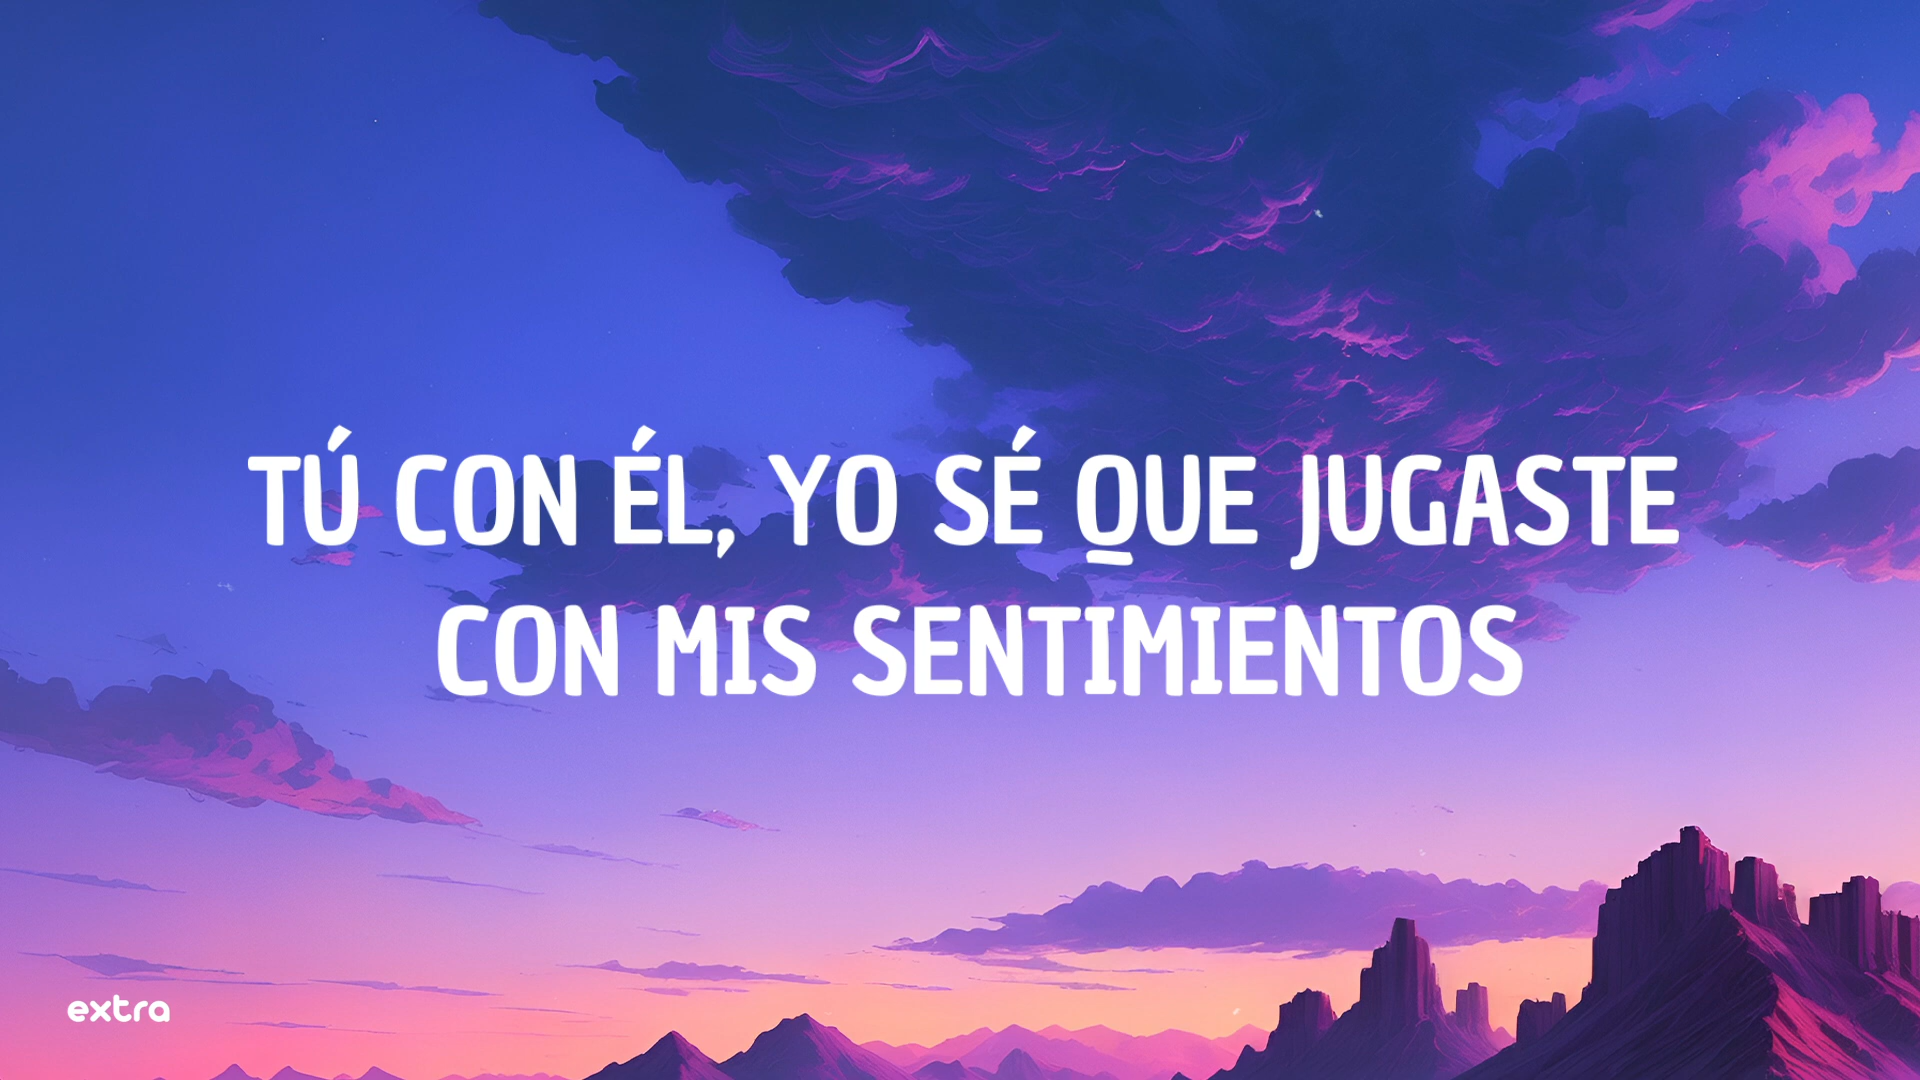 TÚ CON ÉL, YO SÉ QUE JUGASTE
CON MIS SENTIMIENTOS
extra